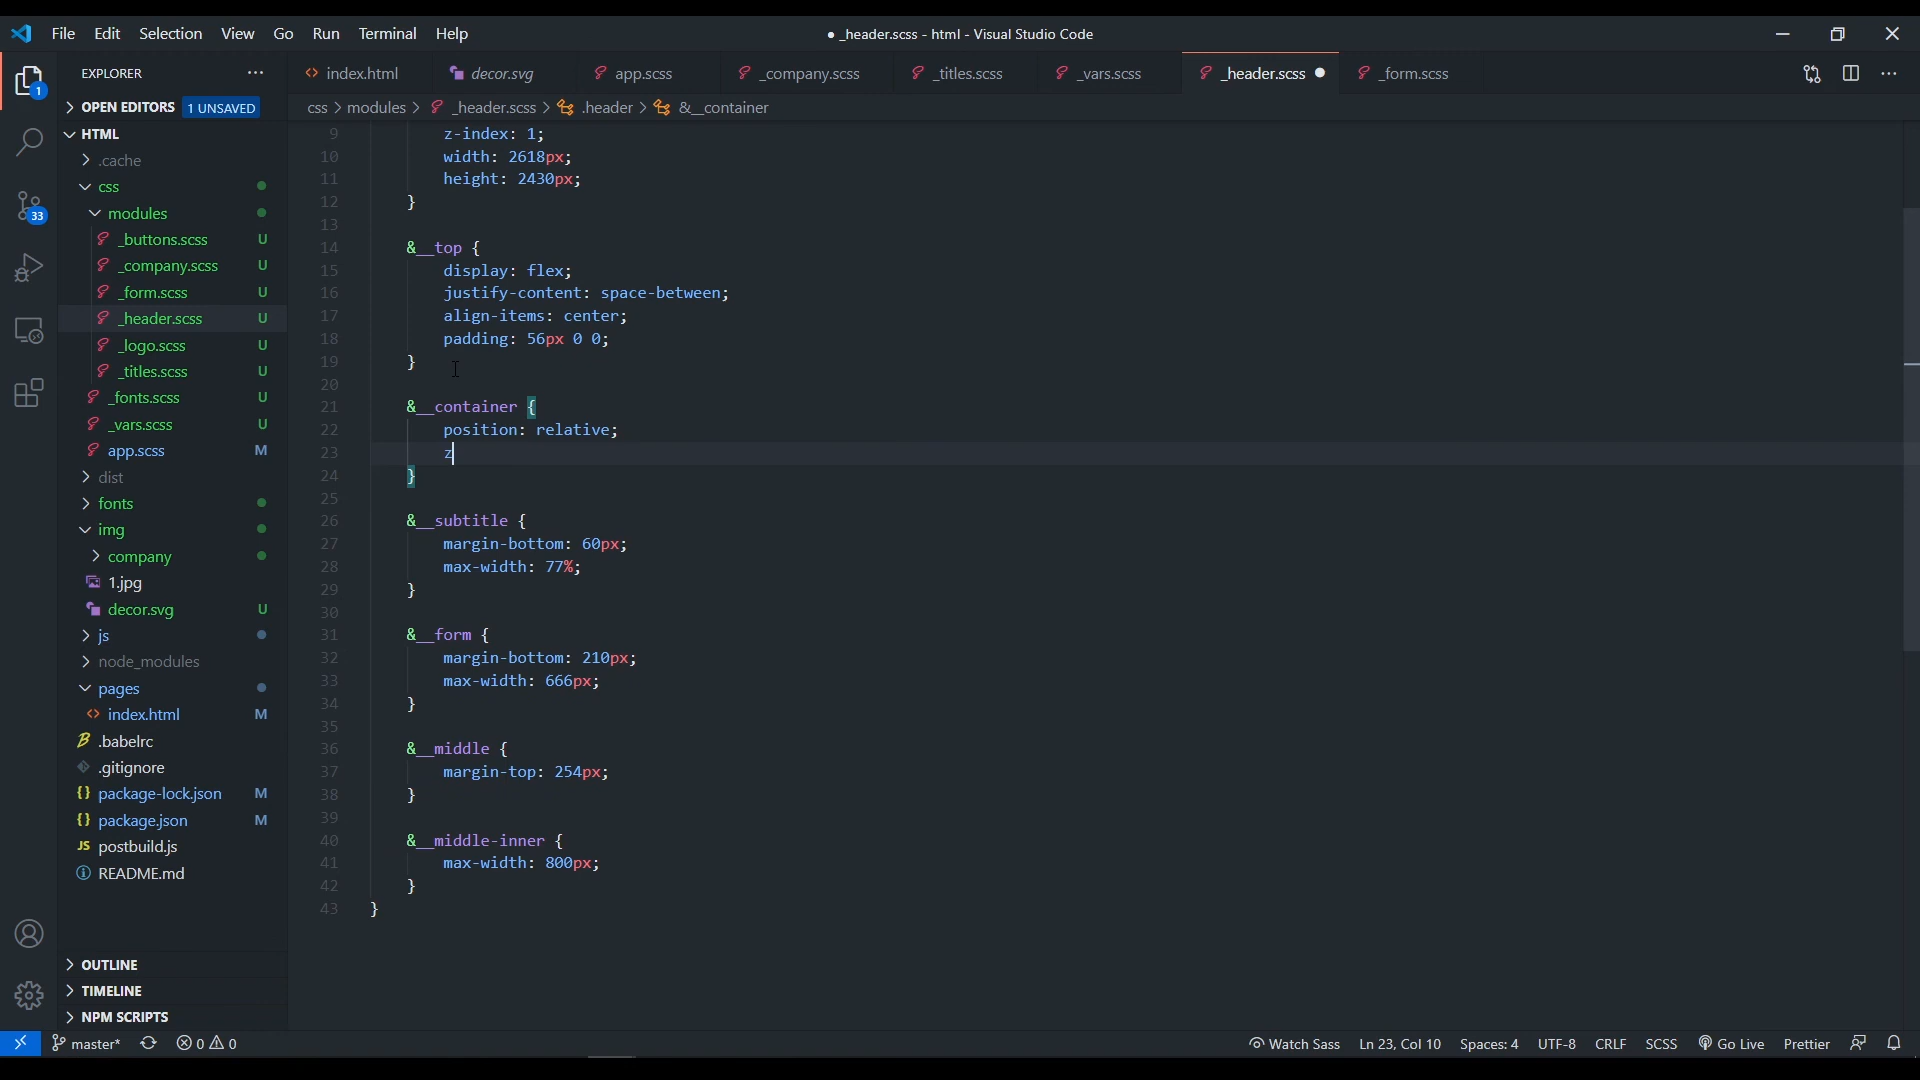 File Edit Selection View Go Run Terminal Help
● _header.scss - html - Visual Studio Code
EXPLORER
index.html decor.svg app.scss _company.scss _titles.scss _vars.scss _header.scss _form.scss
OPEN EDITORS 1 UNSAVED
css > modules > _header.scss > .header > &__container
HTML
.cache
css
modules
_buttons.scss U
_company.scss U
_form.scss U
_header.scss U
_logo.scss U
_titles.scss U
_fonts.scss U
_vars.scss U
app.scss M
dist
fonts
img
company
1.jpg
decor.svg U
js
node_modules
pages
index.html M
.babelrc
.gitignore
package-lock.json M
package.json M
postbuild.js
README.md
OUTLINE
TIMELINE
NPM SCRIPTS
1
33
9 z-index: 1;
10 width: 2618px;
11 height: 2430px;
12 }
13
14 &__top {
15 display: flex;
16 justify-content: space-between;
17 align-items: center;
18 padding: 56px 0 0;
19 }
20
21 &__container {
22 position: relative;
23 z
24 }
25
26 &__subtitle {
27 margin-bottom: 60px;
28 max-width: 77%;
29 }
30
31 &__form {
32 margin-bottom: 210px;
33 max-width: 666px;
34 }
35
36 &__middle {
37 margin-top: 254px;
38 }
39
40 &__middle-inner {
41 max-width: 800px;
42 }
43 }
master* 0 0 Watch Sass Ln 23, Col 10 Spaces: 4 UTF-8 CRLF SCSS Go Live Prettier